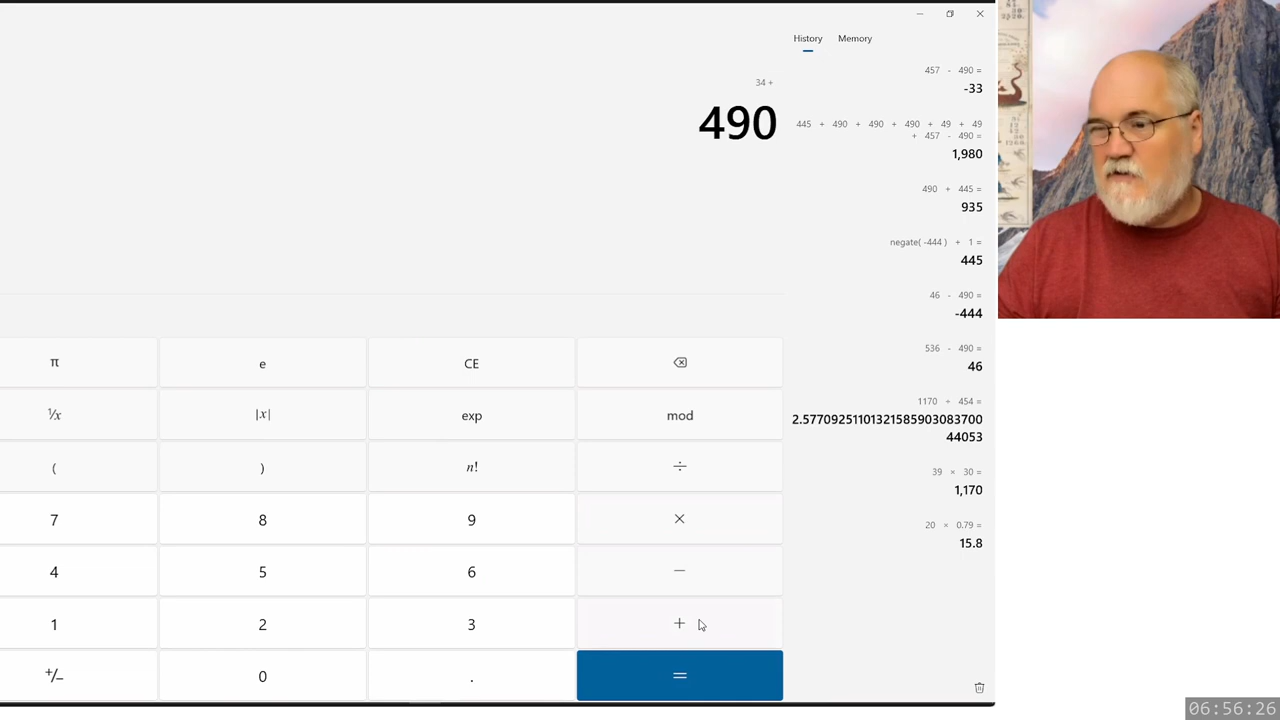 History Memory
34 +
490
457 - 490 =
-33
445 + 490 + 490 + 490 + 49 + 49
+ 457 - 490 =
1,980
490 + 445 =
935
negate( -444 ) + 1 =
445
46 - 490 =
-444
536 - 490 =
46
1170 ÷ 454 =
2.5770925110132158590308370​0
44053
39 × 30 =
1,170
20 × 0.79 =
15.8
π e CE
⅟x |x| exp mod
( ) n! ÷
7 8 9 ×
4 5 6 −
1 2 3 +
+/− 0 . =
06:56:26